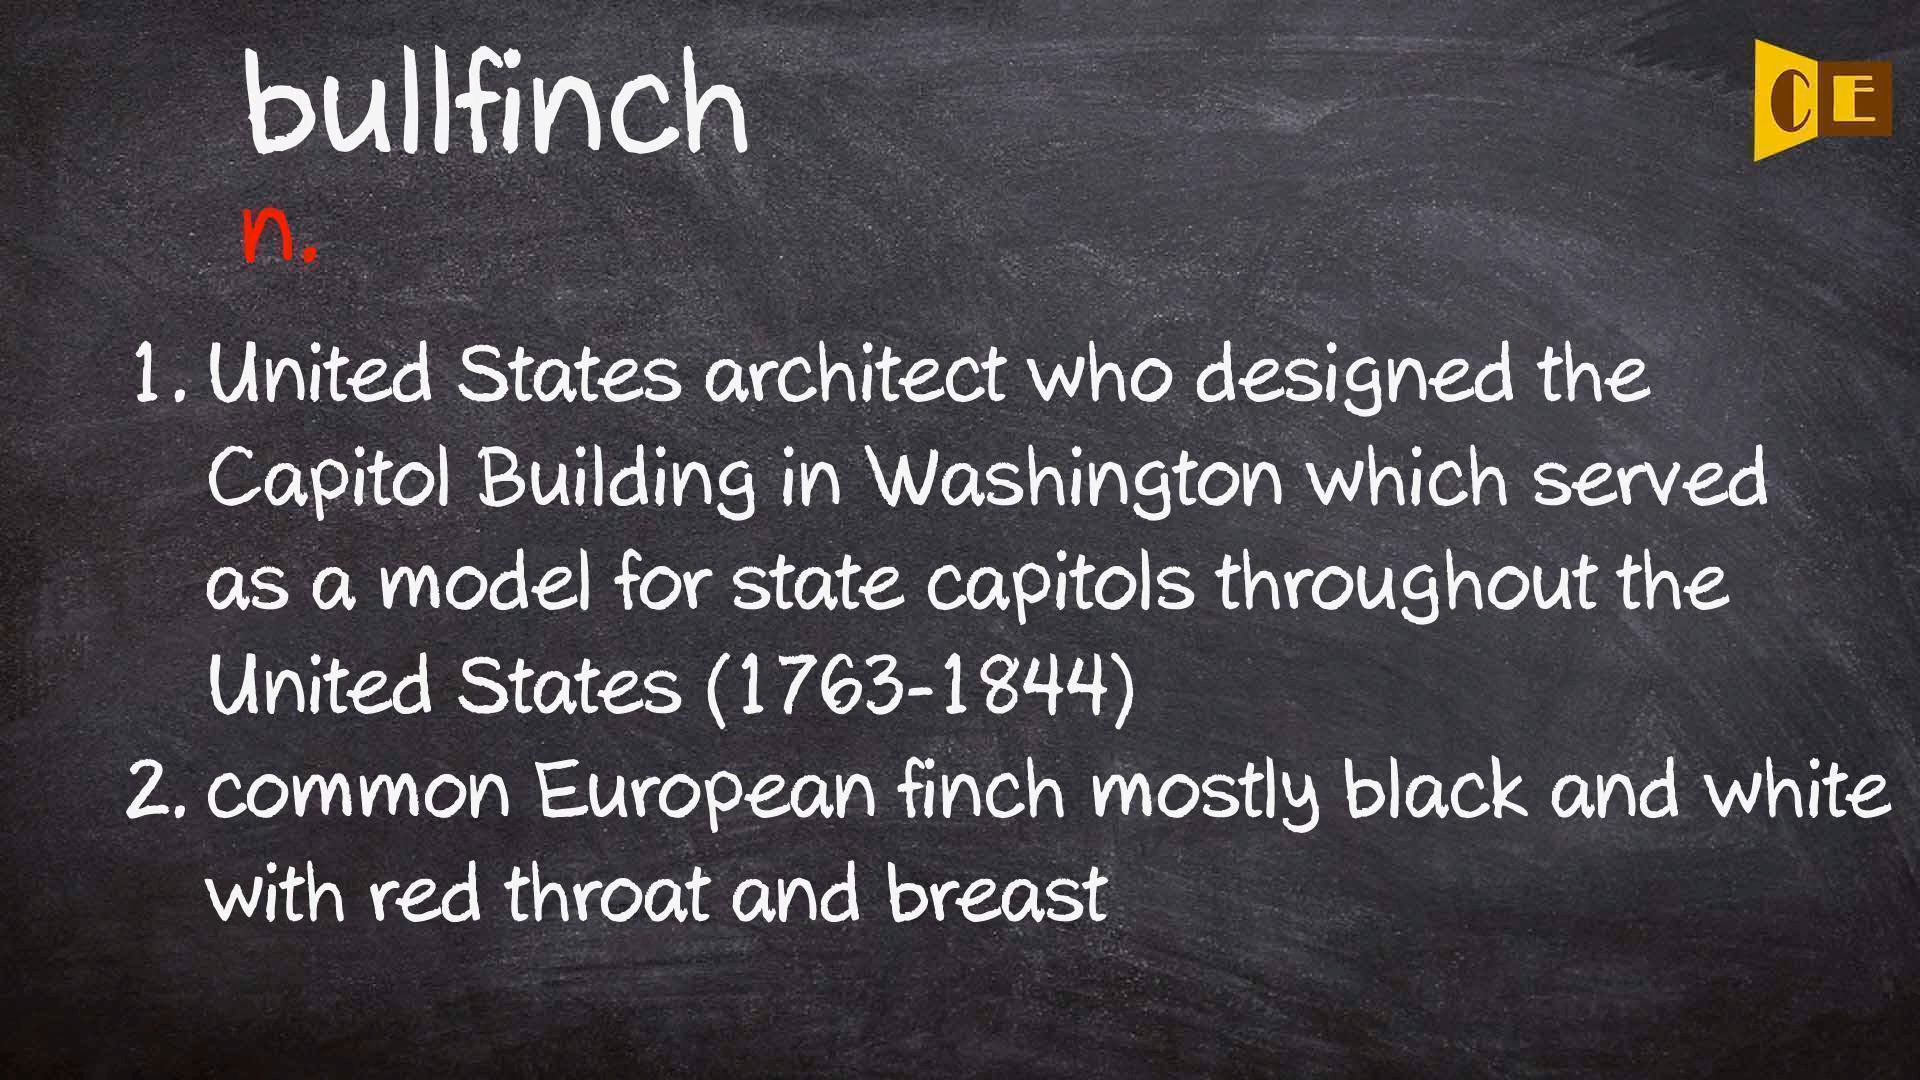 bullfinch
CE
n.
1. United States architect who designed the
Capitol Building in Washington which served
as a model for state capitols throughout the
United States (1763-1844)
2. common European finch mostly black and white
with red throat and breast